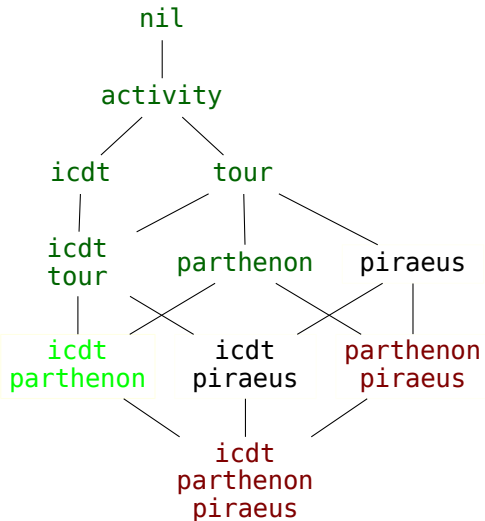 nil
activity
icdt
tour
icdt
tour
parthenon
piraeus
icdt
parthenon
icdt
piraeus
parthenon
piraeus
icdt
parthenon
piraeus